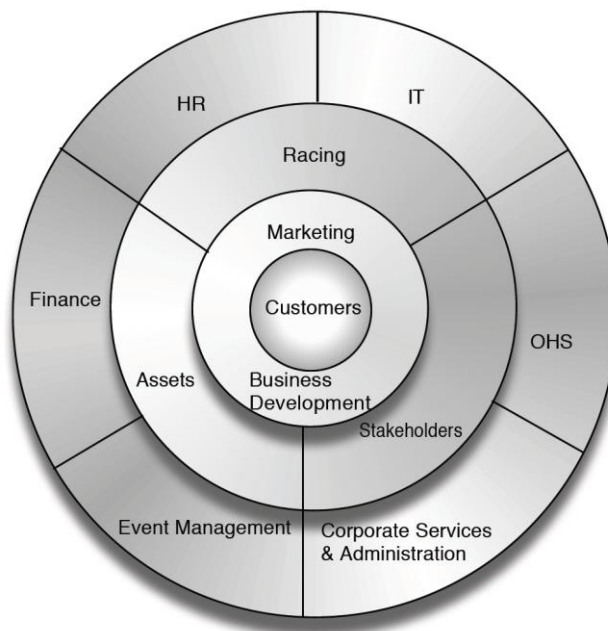 HR
IT
Racing
Marketing
Finance
Customers
OHS
Assets
Business
Development
Stakeholders
Event Management
Corporate Services
& Administration